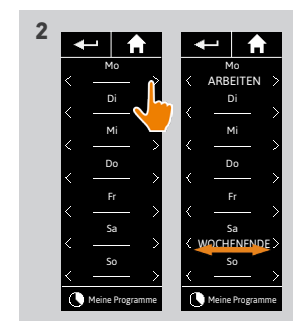 2
Mo
Di
Mi
Do
Fr
Sa
So
Meine Programme
Mo
ARBEITEN
Di
Mi
Do
Fr
Sa
WOCHENENDE
So
Meine Programme